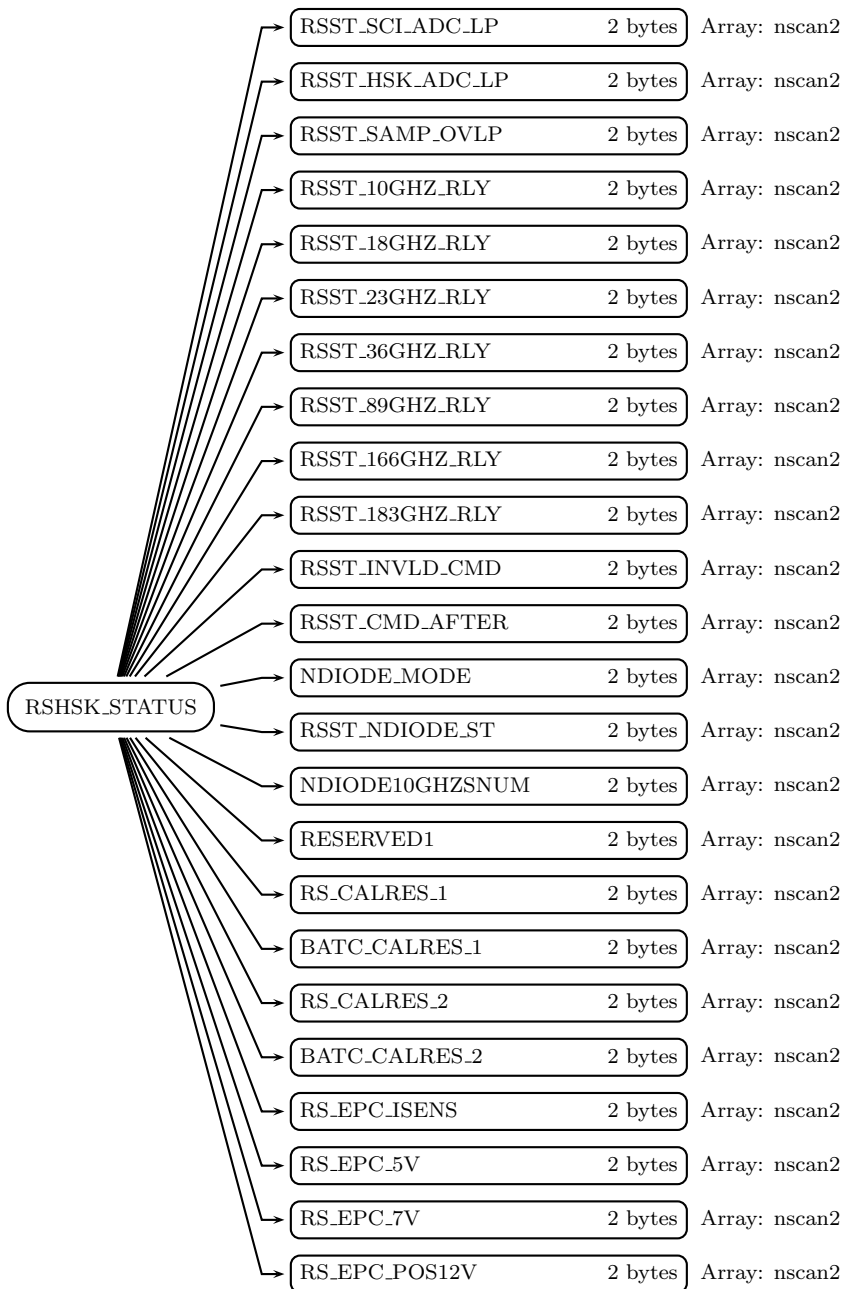 RSST_SCI_ADC_LP 2 bytes Array: nscan2
RSST_HSK_ADC_LP 2 bytes Array: nscan2
RSST_SAMP_OVLP 2 bytes Array: nscan2
RSST_10GHZ_RLY 2 bytes Array: nscan2
RSST_18GHZ_RLY 2 bytes Array: nscan2
RSST_23GHZ_RLY 2 bytes Array: nscan2
RSST_36GHZ_RLY 2 bytes Array: nscan2
RSST_89GHZ_RLY 2 bytes Array: nscan2
RSST_166GHZ_RLY 2 bytes Array: nscan2
RSST_183GHZ_RLY 2 bytes Array: nscan2
RSST_INVLD_CMD 2 bytes Array: nscan2
RSST_CMD_AFTER 2 bytes Array: nscan2
NDIODE_MODE 2 bytes Array: nscan2
RSHSK_STATUS
RSST_NDIODE_ST 2 bytes Array: nscan2
NDIODE10GHZSNUM 2 bytes Array: nscan2
RESERVED1 2 bytes Array: nscan2
RS_CALRES_1 2 bytes Array: nscan2
BATC_CALRES_1 2 bytes Array: nscan2
RS_CALRES_2 2 bytes Array: nscan2
BATC_CALRES_2 2 bytes Array: nscan2
RS_EPC_ISENS 2 bytes Array: nscan2
RS_EPC_5V 2 bytes Array: nscan2
RS_EPC_7V 2 bytes Array: nscan2
RS_EPC_POS12V 2 bytes Array: nscan2